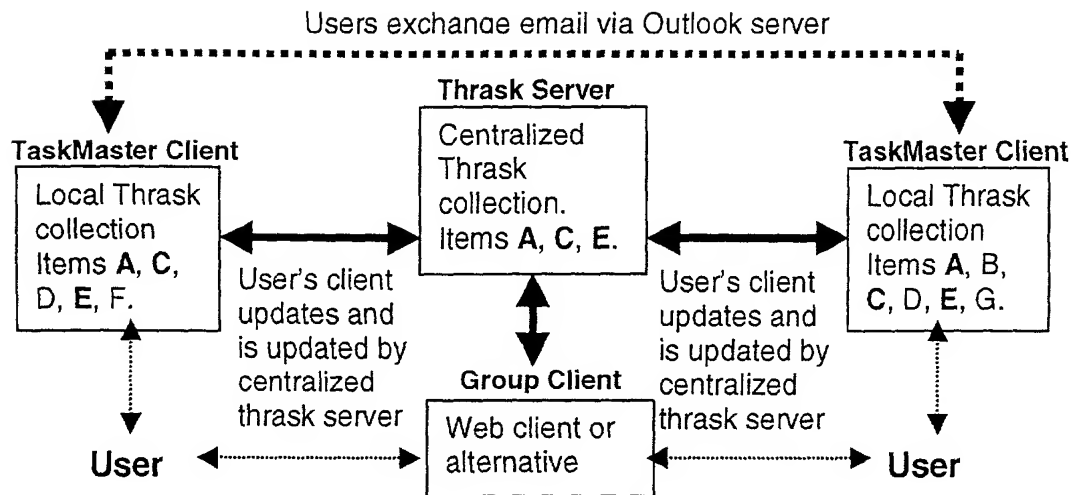 Users exchange email via Outlook server
Thrask Server
Centralized
Thrask
collection.
Items A, C, E.
TaskMaster Client
Local Thrask
collection
Items A, C,
D, E, F.
TaskMaster Client
Local Thrask
collection
Items A, B,
C, D, E, G.
User's client
updates and
is updated by
centralized
thrask server
User's client
updates and
is updated by
centralized
thrask server
Group Client
Web client or
alternative
User
User